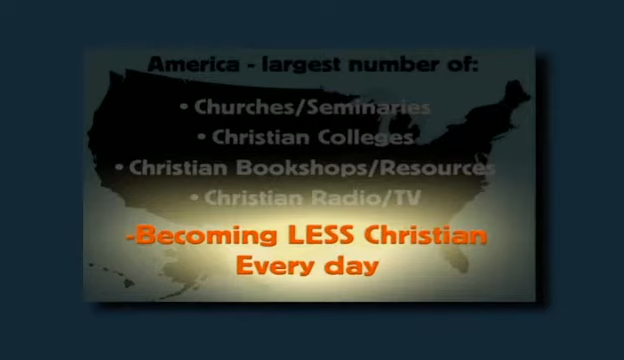 America - largest number of:
• Churches/Seminaries
• Christian Colleges
• Christian Bookshops/Resources
• Christian Radio/TV
-Becoming LESS Christian
Every day